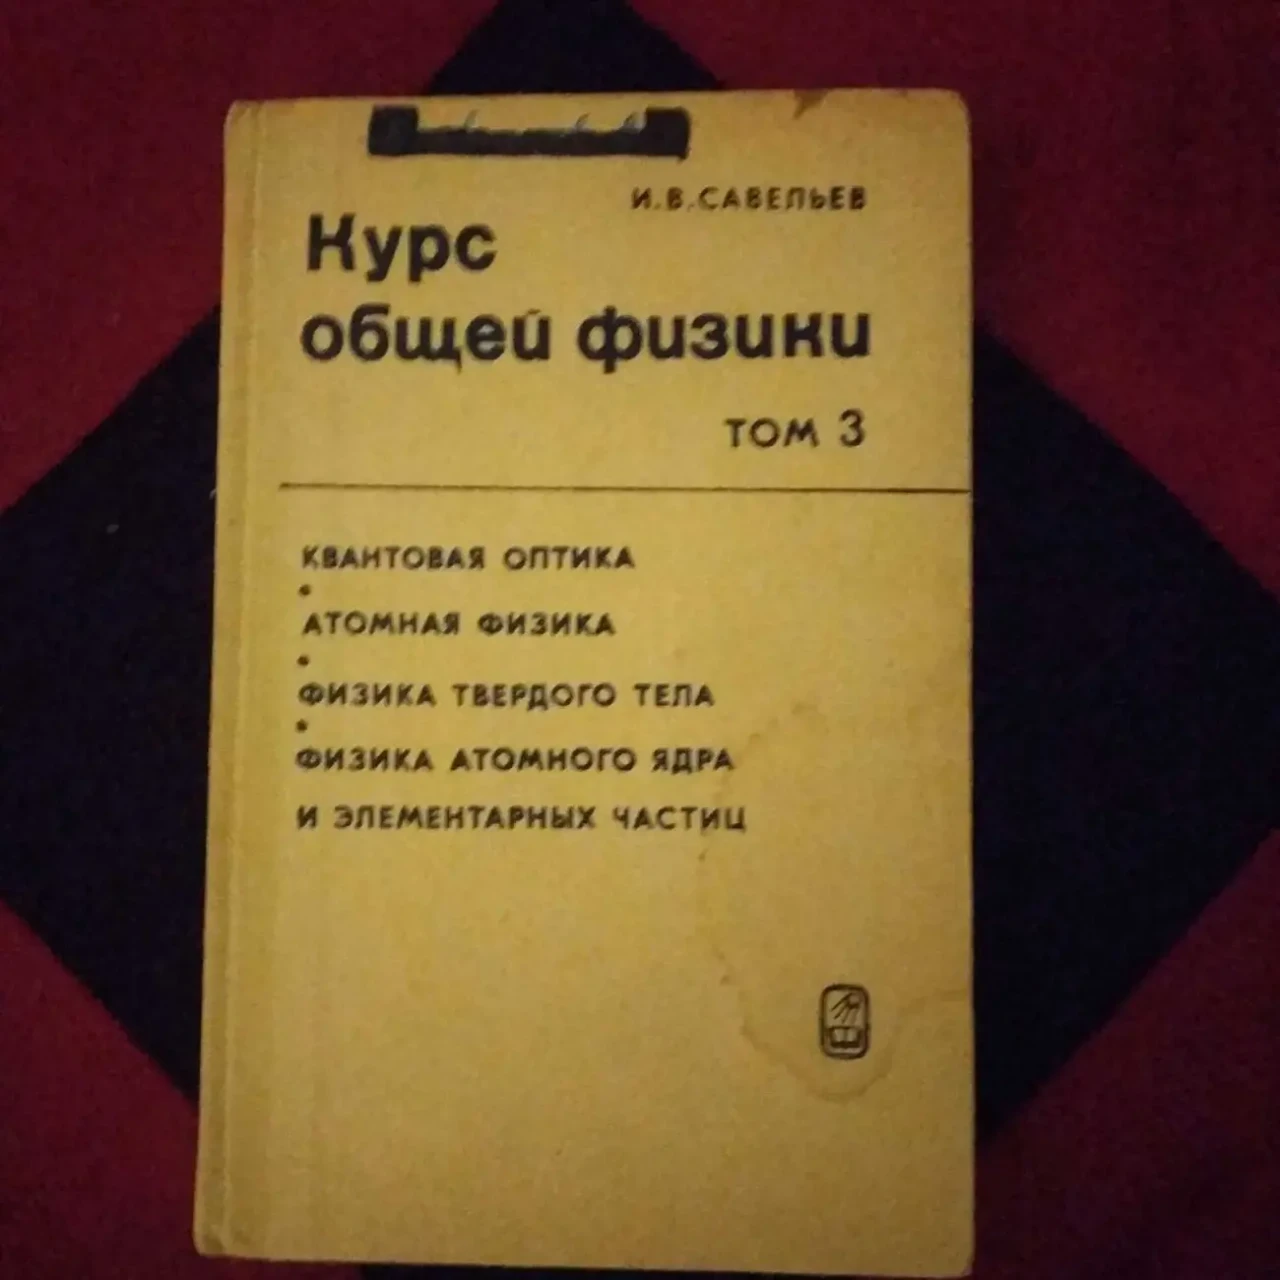 И.В.САВЕЛЬЕВ
Курс
общей физики
ТОМ 3
КВАНТОВАЯ ОПТИКА
•
АТОМНАЯ ФИЗИКА
•
ФИЗИКА ТВЕРДОГО ТЕЛА
•
ФИЗИКА АТОМНОГО ЯДРА
И ЭЛЕМЕНТАРНЫХ ЧАСТИЦ